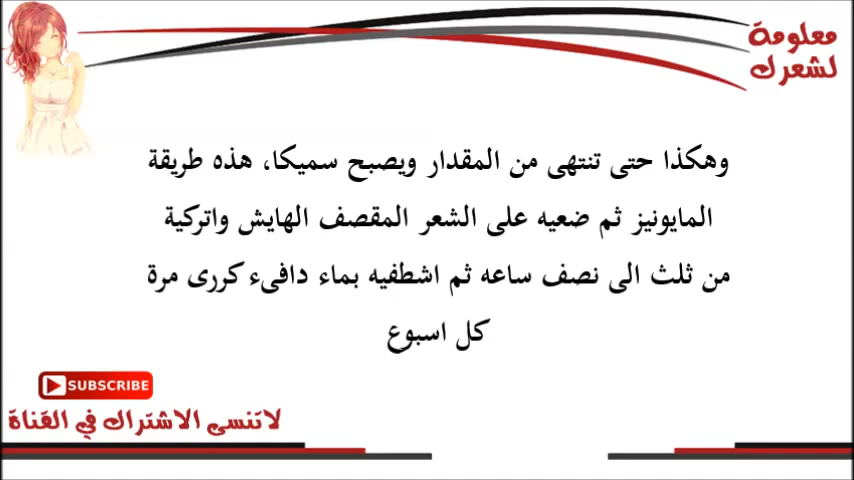 معلومة
لشعرك
وهكذا حتى تنتهى من المقدار ويصبح سميكا، هذه طريقة
المايونيز ثم ضعيه على الشعر المقصف الهايش واتركية
من ثلث الى نصف ساعه ثم اشطفيه بماء دافىء كررى مرة
كل اسبوع
SUBSCRIBE
لاتنسى الاشتراك في القناة